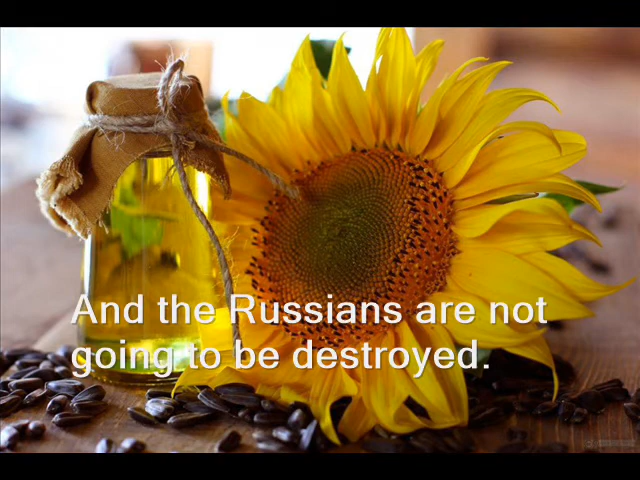 And the Russians are not
going to be destroyed.